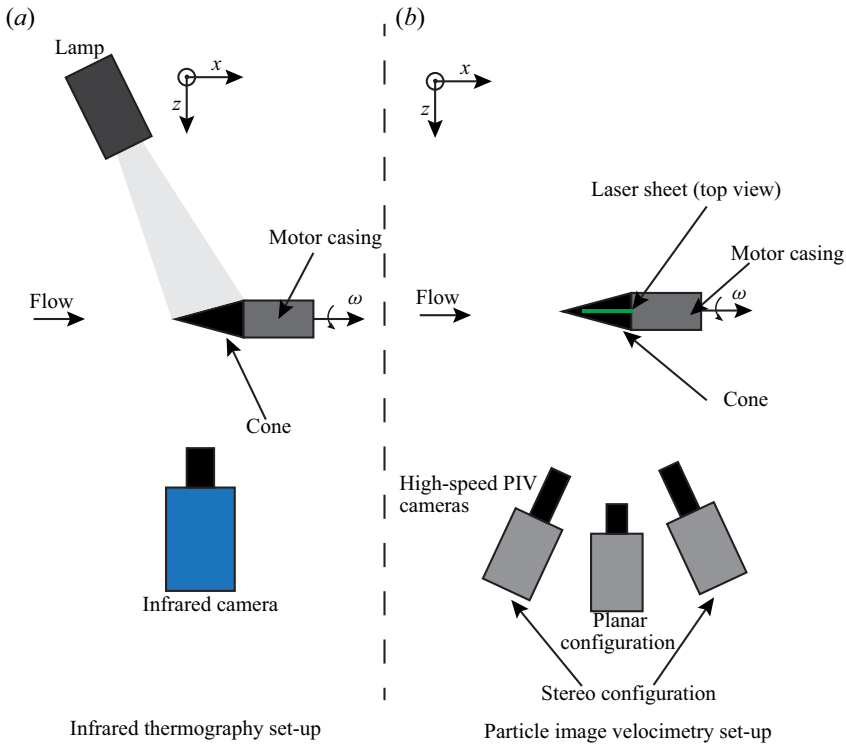 (a)
Lamp
x
z
Motor casing
Flow
ω
Cone
Infrared camera
Infrared thermography set-up
(b)
x
z
Laser sheet (top view)
Motor casing
Flow
ω
Cone
High-speed PIV
cameras
Planar
configuration
Stereo configuration
Particle image velocimetry set-up